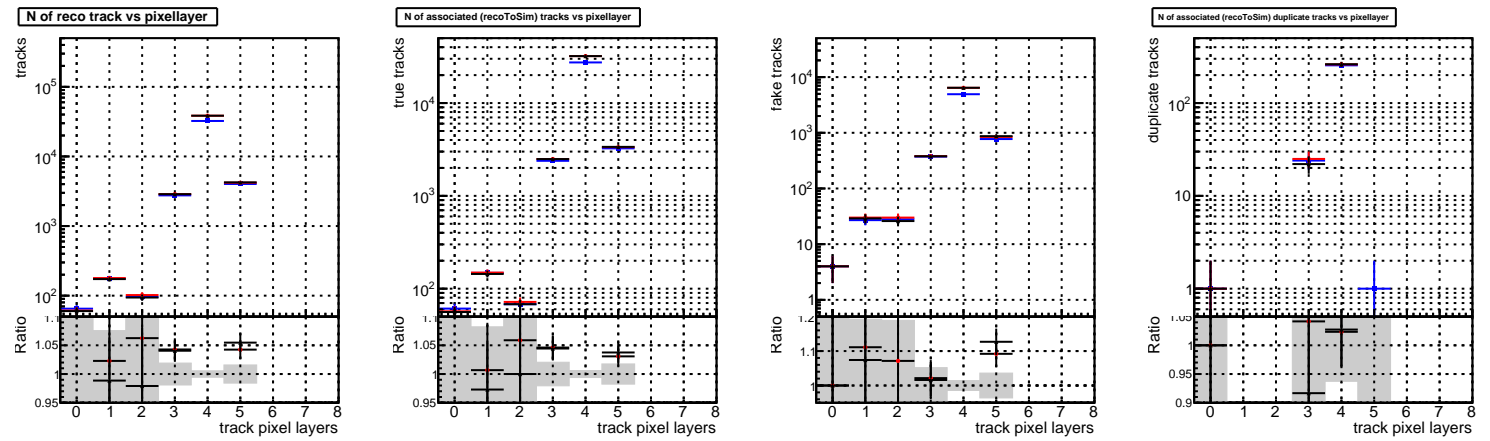 N of reco track vs pixellayer
tracks
10^5
10^4
10^3
10^2
Ratio
1.1
1.05
1
0.95
0 1 2 3 4 5 6 7 8
track pixel layers
N of associated (recoToSim) tracks vs pixellayer
true tracks
10^4
10^3
10^2
Ratio
1.1
1.05
1
0.95
0 1 2 3 4 5 6 7 8
track pixel layers
fake tracks
10^4
10^3
10^2
10
1
Ratio
1.2
1.1
1
0 1 2 3 4 5 6 7 8
track pixel layers
N of associated (recoToSim) duplicate tracks vs pixellayer
duplicate tracks
10^2
10
1
Ratio
1.05
1
0.95
0.9
0 1 2 3 4 5 6 7 8
track pixel layers